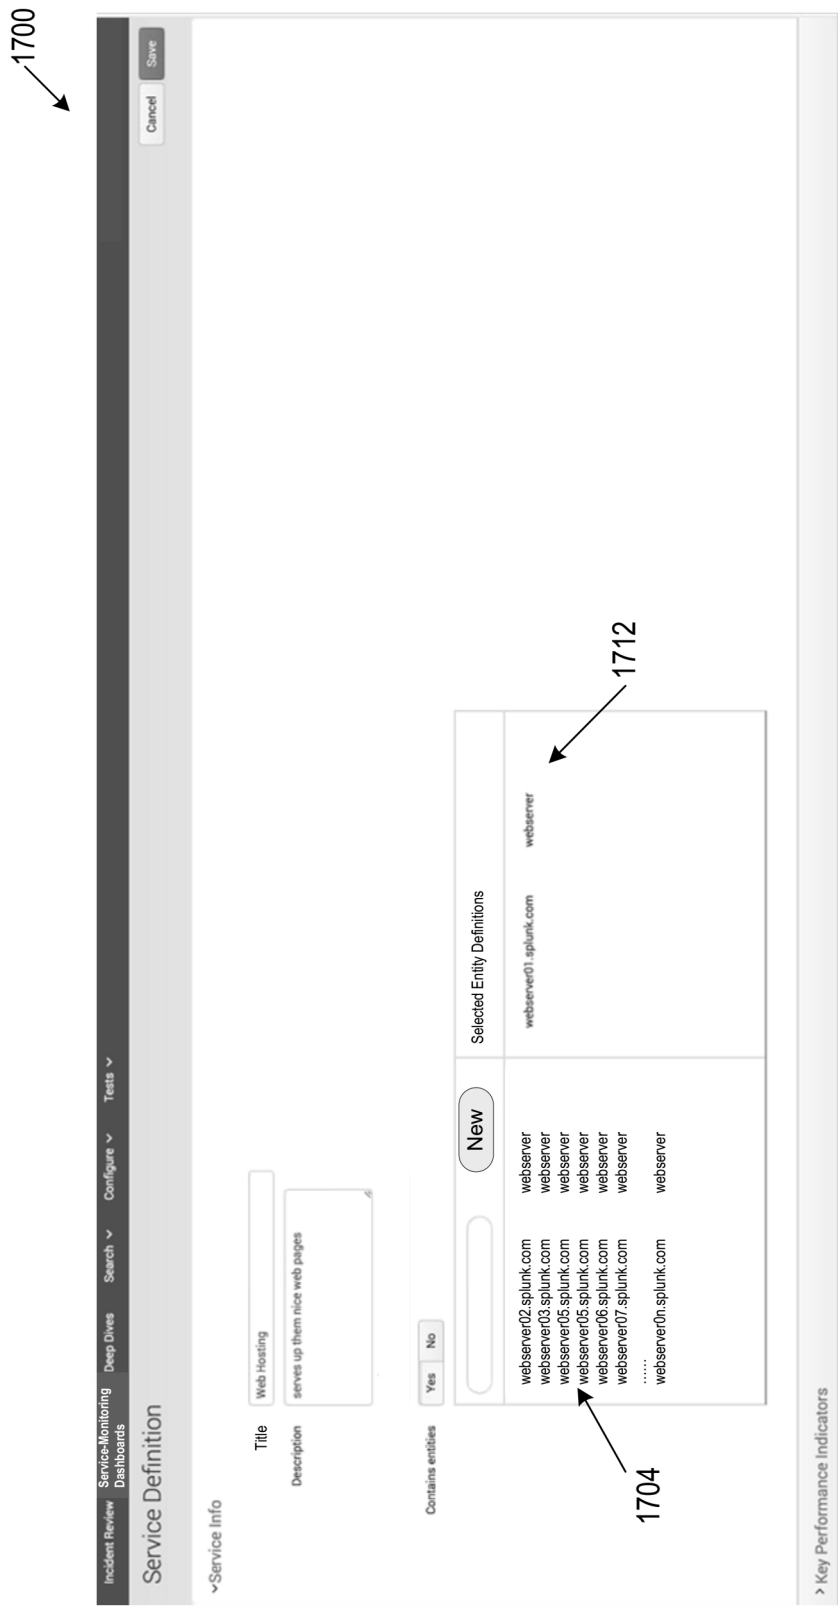 1700
Incident Review Service-Monitoring Dashboards Deep Dives Search Configure Tests
Service Definition Cancel Save
Service Info
Title Web Hosting
Description serves up them nice web pages
Contains entities Yes No
New Selected Entity Definitions
webserver02.splunk.com webserver webserver01.splunk.com webserver
webserver03.splunk.com webserver
webserver05.splunk.com webserver
webserver05.splunk.com webserver
webserver06.splunk.com webserver
webserver07.splunk.com webserver
......
webserver0n.splunk.com webserver
1704
1712
> Key Performance Indicators